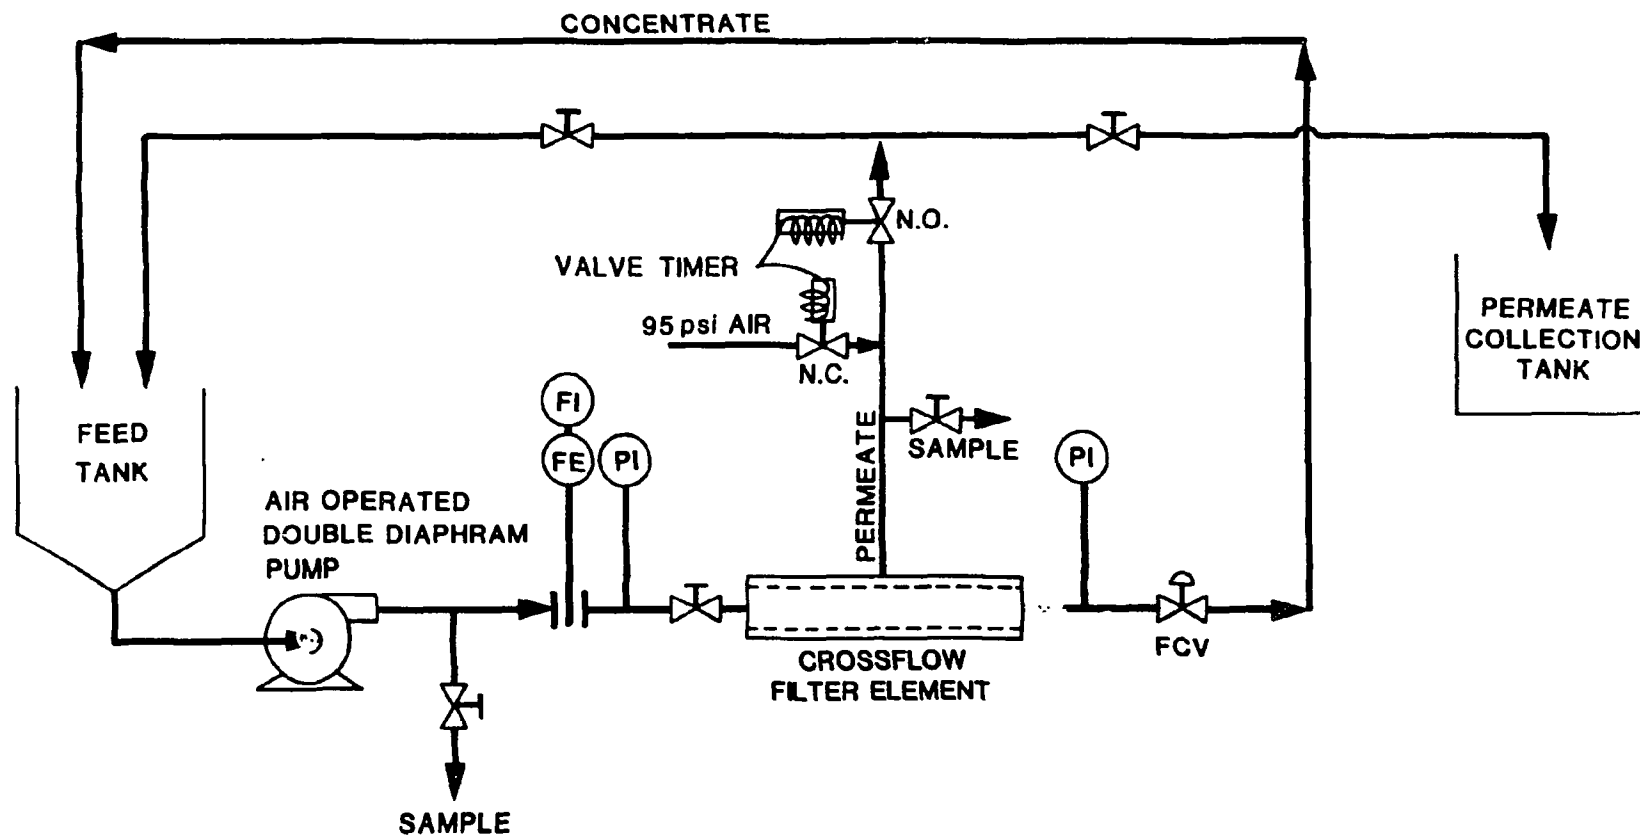 CONCENTRATE
N.O.
VALVE TIMER
95 psi AIR
N.C.
PERMEATE
COLLECTION
TANK
FEED
TANK
FI
FE
PI
PERMEATE
SAMPLE
PI
AIR OPERATED
DOUBLE DIAPHRAM
PUMP
CROSSFLOW
FILTER ELEMENT
FCV
SAMPLE